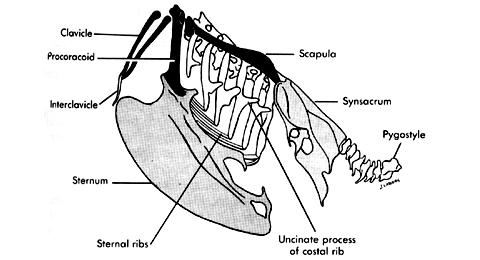 Clavicle
Procoracoid
Interclavicle
Scapula
Synsacrum
Pygostyle
Sternum
Sternal ribs
Uncinate process
of costal rib